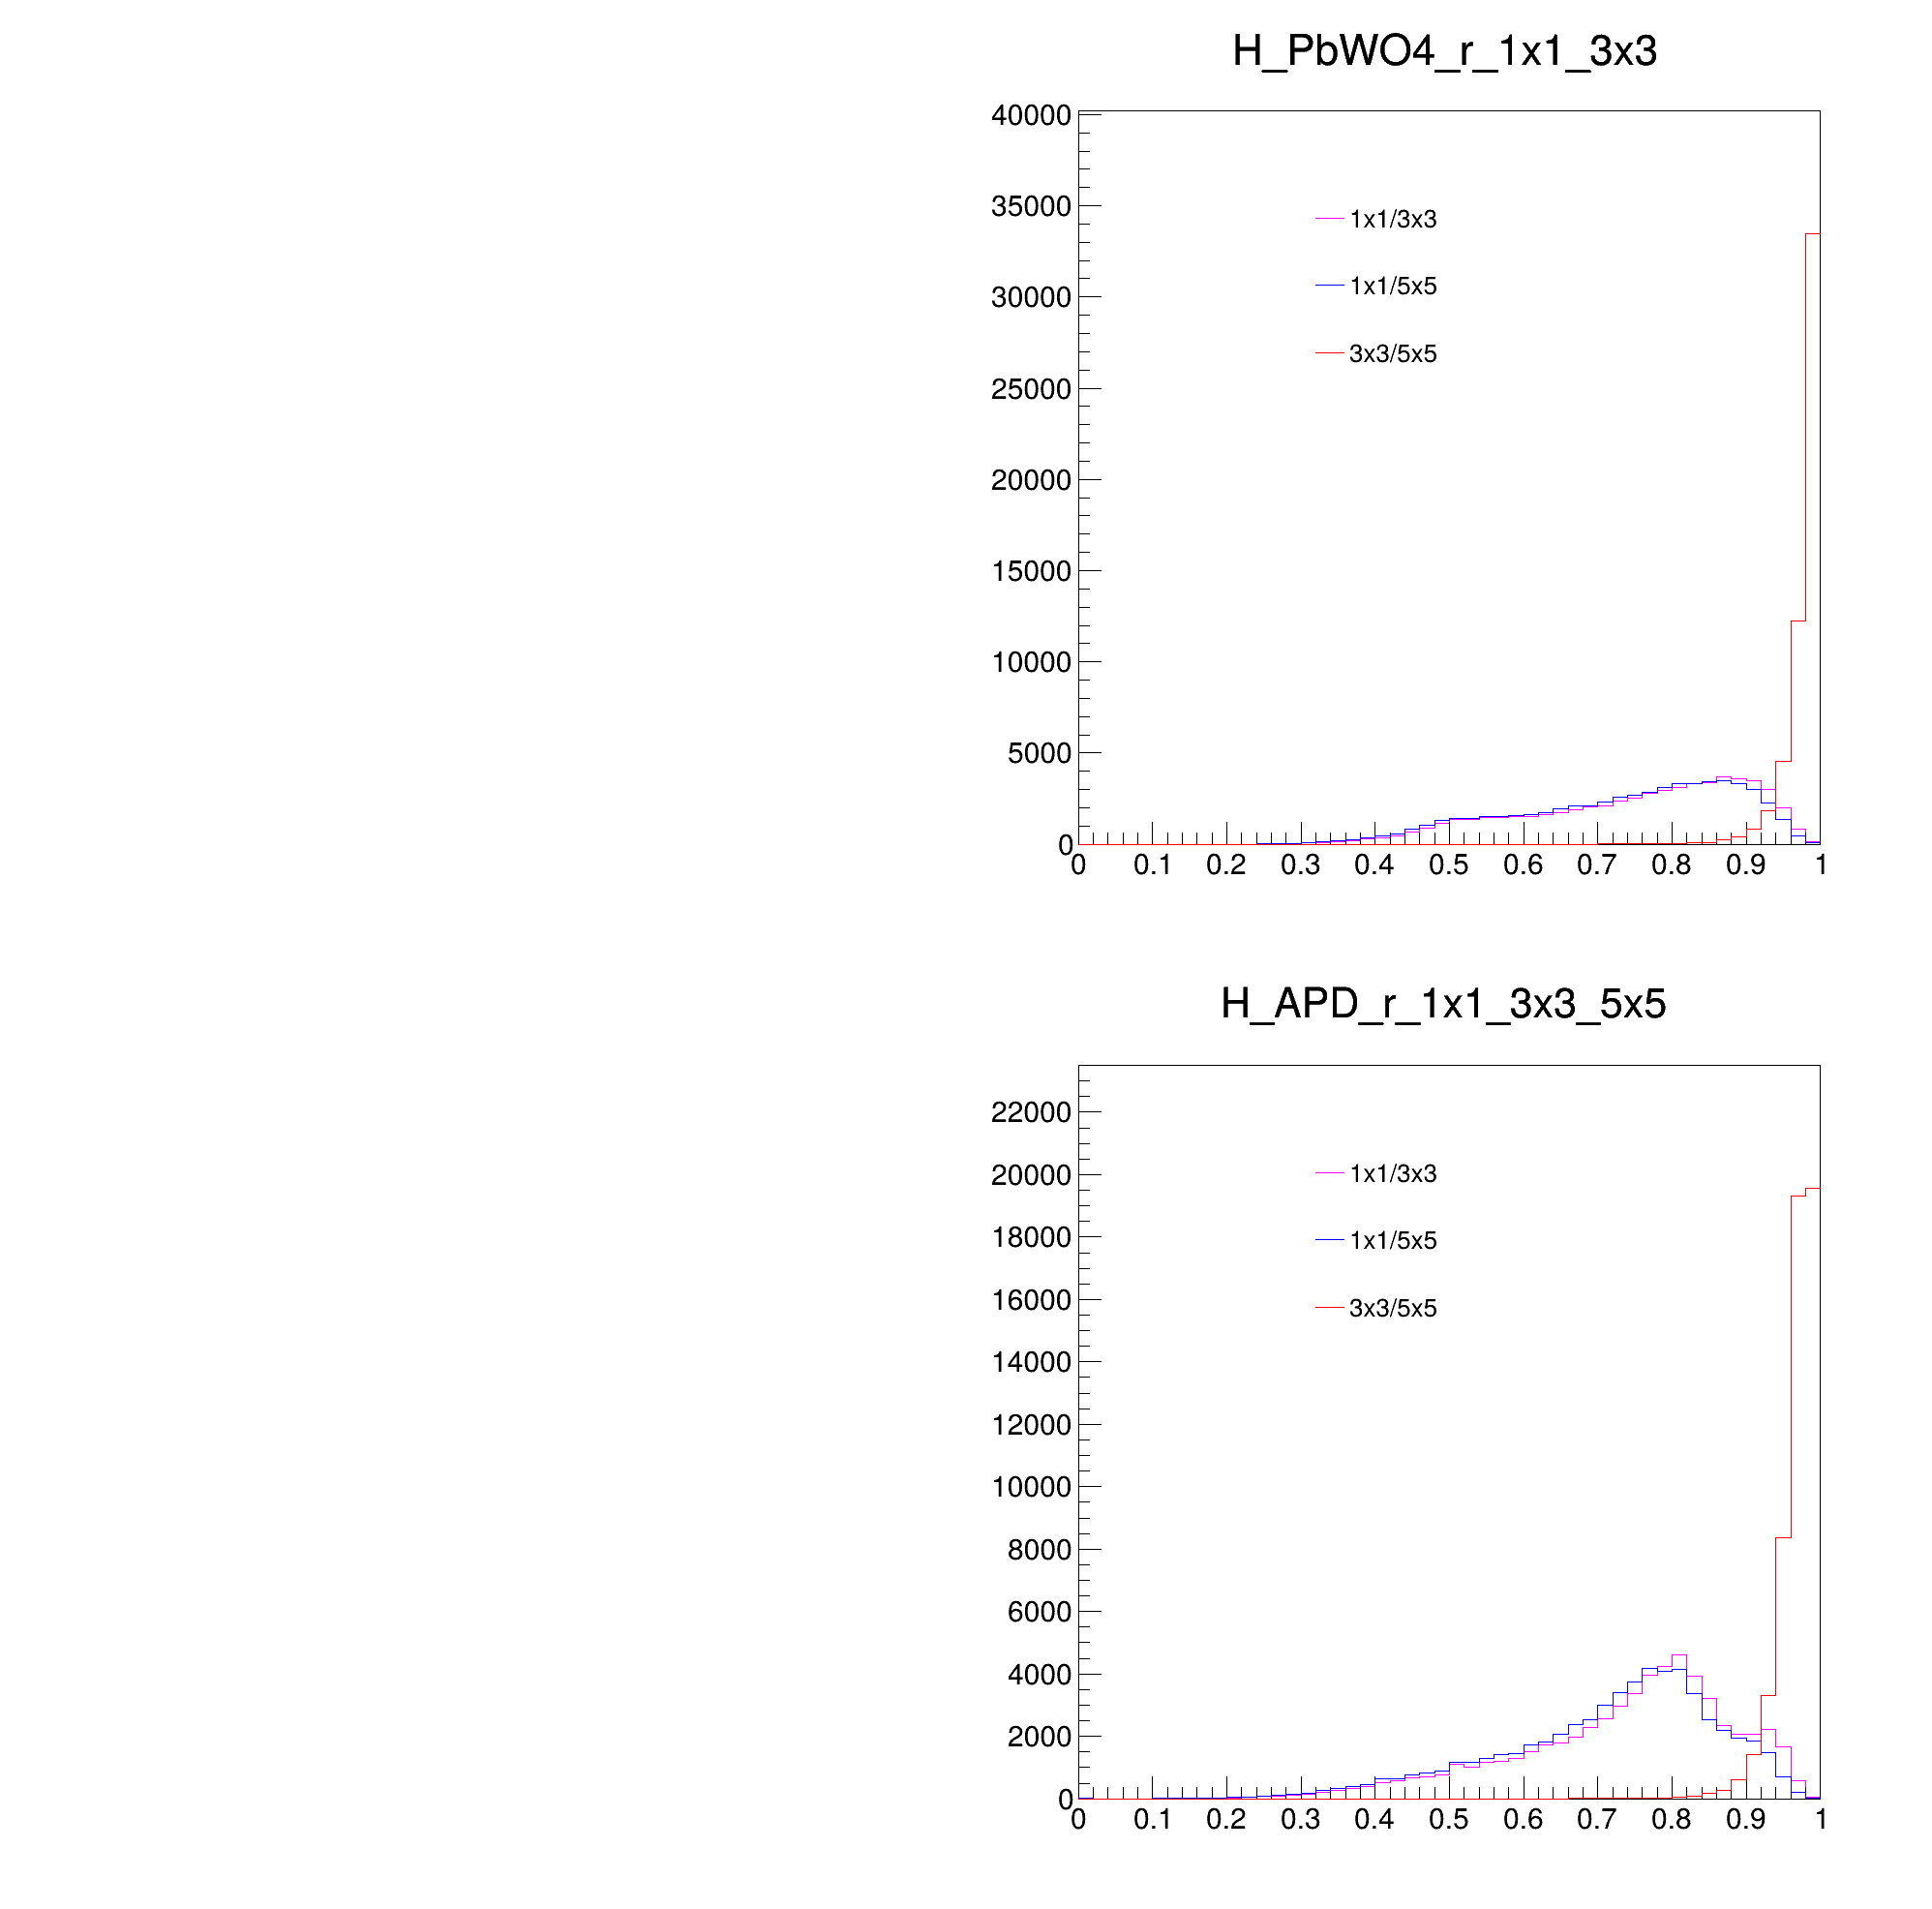 H_PbWO4_r_1x1_3x3
40000
35000
30000
25000
20000
15000
10000
5000
0
1x1/3x3
1x1/5x5
3x3/5x5
0 0.1 0.2 0.3 0.4 0.5 0.6 0.7 0.8 0.9 1
H_APD_r_1x1_3x3_5x5
22000
20000
18000
16000
14000
12000
10000
8000
6000
4000
2000
0
1x1/3x3
1x1/5x5
3x3/5x5
0 0.1 0.2 0.3 0.4 0.5 0.6 0.7 0.8 0.9 1